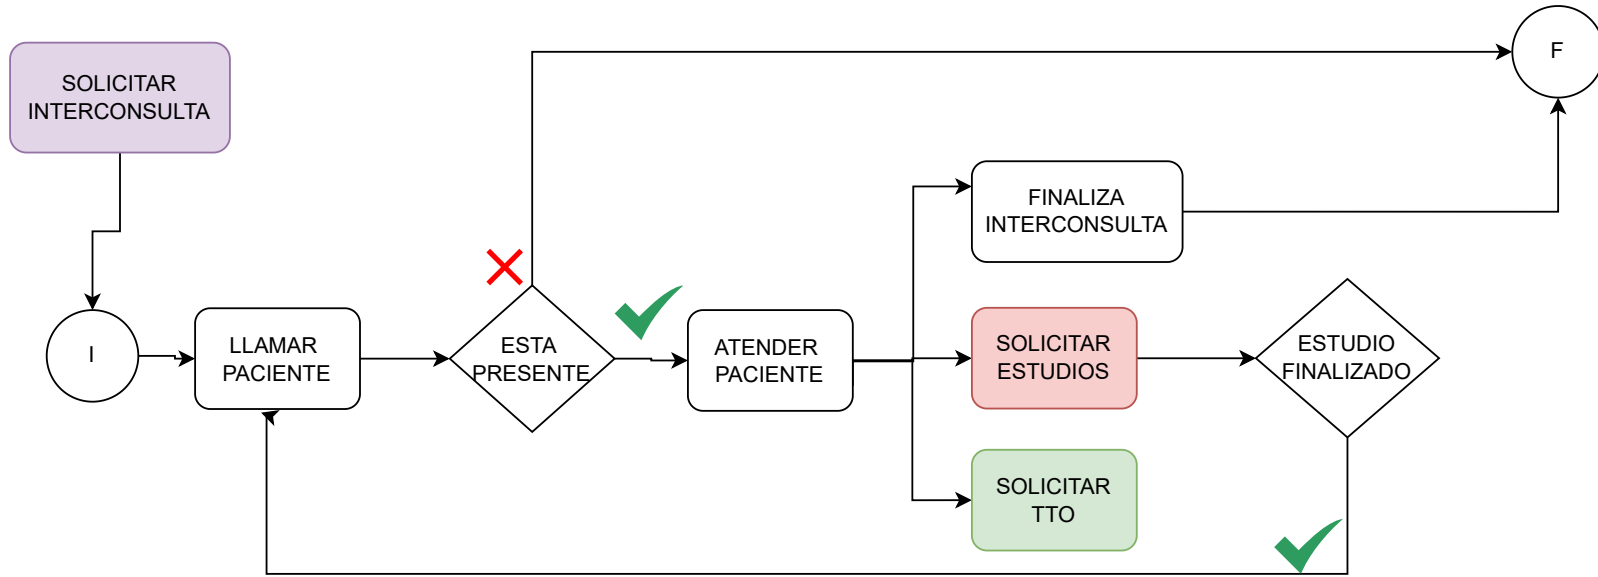 SOLICITAR
INTERCONSULTA
F
FINALIZA
INTERCONSULTA
I
LLAMAR
PACIENTE
ESTA
PRESENTE
ATENDER
PACIENTE
SOLICITAR
ESTUDIOS
ESTUDIO
FINALIZADO
SOLICITAR
TTO